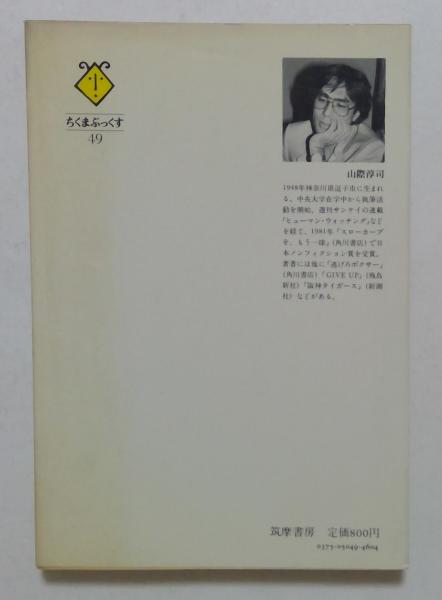 ちくまぶっくす
49
山際淳司
1948年神奈川県逗子市に生まれ
る。中央大学在学中から執筆活
動を開始。週刊サンケイの連載
「ヒューマン・ウォッチング」など
を経て、1981年『スローカーブ
を、もう一球』(角川書店)で日
本ノンフィクション賞を受賞。
著書には他に『逃げろボクサー』
(角川書店)『GIVE UP』(飛鳥
新社)『阪神タイガース』(新潮
社)などがある。
筑摩書房 定価800円
0375-05049-4604